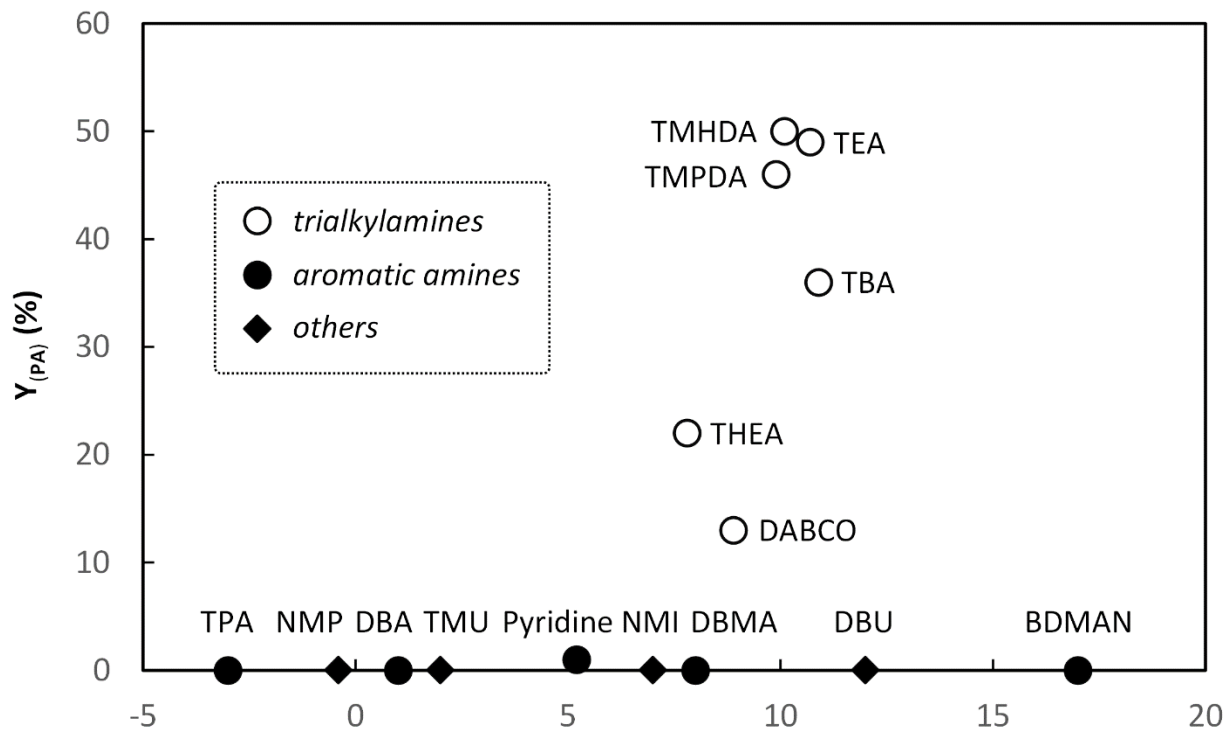 60
50
40
30
20
10
0
Y(PA) (%)
TMHDA
TEA
TMPDA
trialkylamines
aromatic amines
others
TBA
THEA
DABCO
TPA NMP DBA TMU Pyridine NMI DBMA DBU BDMAN
-5 0 5 10 15 20